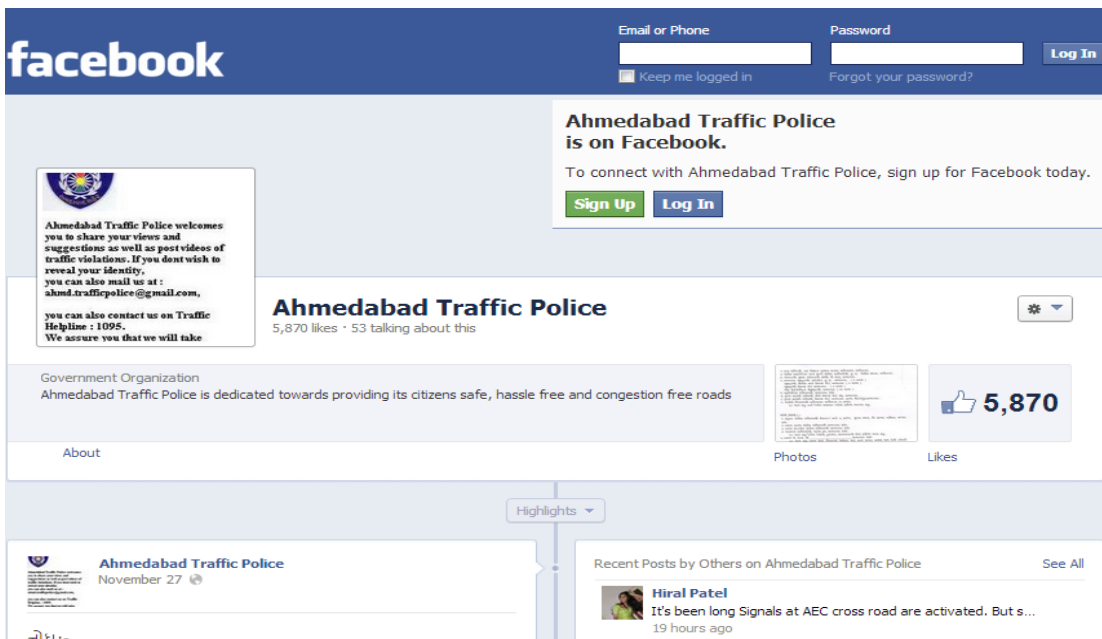 facebook
Email or Phone
Password
Log In
Keep me logged in
Forgot your password?
Ahmedabad Traffic Police
is on Facebook.
To connect with Ahmedabad Traffic Police, sign up for Facebook today.
Sign Up
Log In
Ahmedabad Traffic Police welcomes
you to share your views and
suggestions as well as post videos of
traffic violations. If you dont wish to
reveal your identity,
you can also mail us at :
ahmd.trafficpolice@gmail.com,
you can also contact us on Traffic
Helpline : 1095.
We assure you that we will take
Ahmedabad Traffic Police
5,870 likes · 53 talking about this
Government Organization
Ahmedabad Traffic Police is dedicated towards providing its citizens safe, hassle free and congestion free roads
5,870
About
Photos
Likes
Highlights
Ahmedabad Traffic Police
November 27
Recent Posts by Others on Ahmedabad Traffic Police
See All
Hiral Patel
It's been long Signals at AEC cross road are activated. But s...
19 hours ago